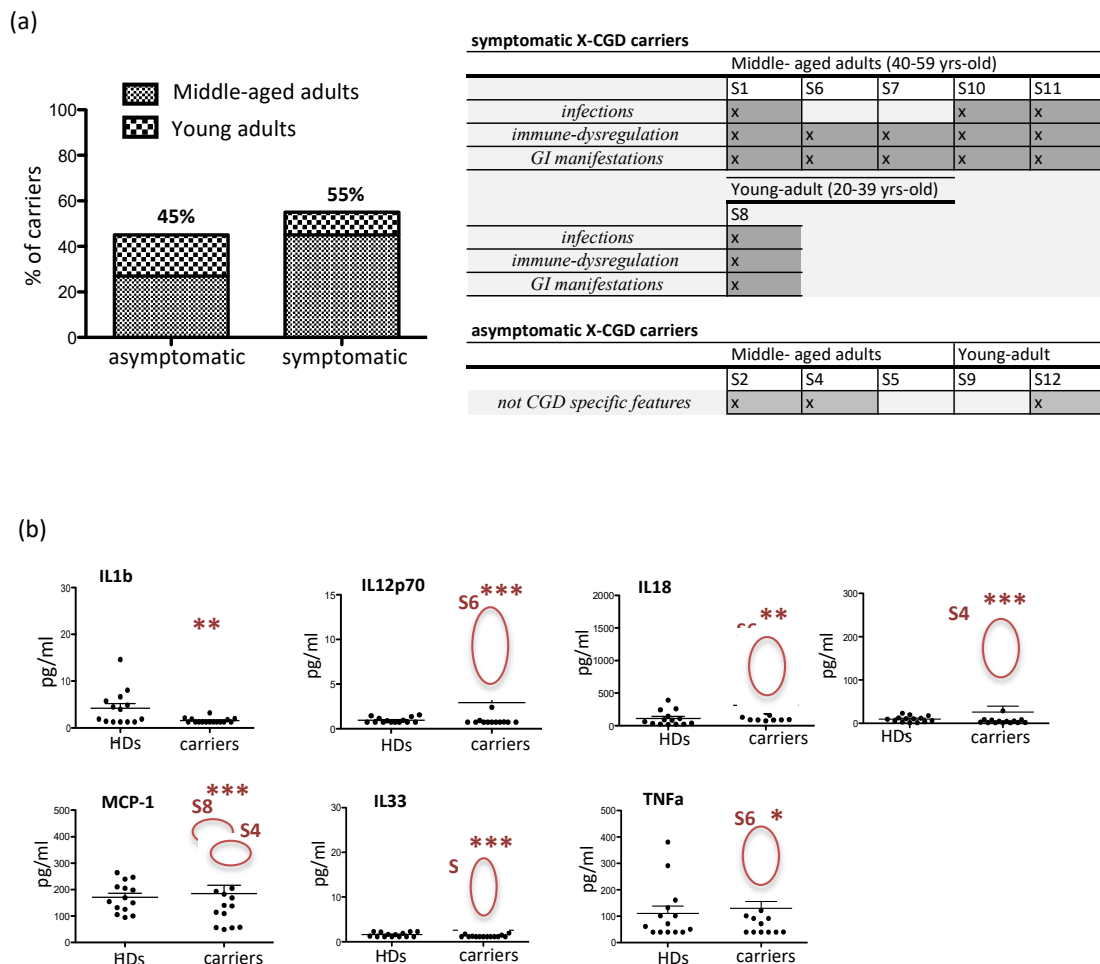 (a)
Middle-aged adults
Young adults
% of carriers
100
80
60
40
20
0
45%
55%
asymptomatic symptomatic
symptomatic X-CGD carriers
Middle- aged adults (40-59 yrs-old)
S1 S6 S7 S10 S11
infections x x x
immune-dysregulation x x x x x
GI manifestations x x x x x
Young-adult (20-39 yrs-old)
S8
infections x
immune-dysregulation x
GI manifestations x
asymptomatic X-CGD carriers
Middle- aged adults Young-adult
S2 S4 S5 S9 S12
not CGD specific features x x x
(b)
IL1b
pg/ml
30
20
10
0
**
HDs carriers
IL12p70
pg/ml
15
10
5
0
S6 ***
HDs carriers
IL18
pg/ml
2000
1500
1000
500
0
**
HDs carriers
pg/ml
300
200
100
0
S4 ***
HDs carriers
MCP-1
pg/ml
500
400
300
200
100
0
***
S8
S4
HDs carriers
IL33
pg/ml
30
20
10
0
S ***
HDs carriers
TNFa
pg/ml
500
400
300
200
100
0
S6 *
HDs carriers